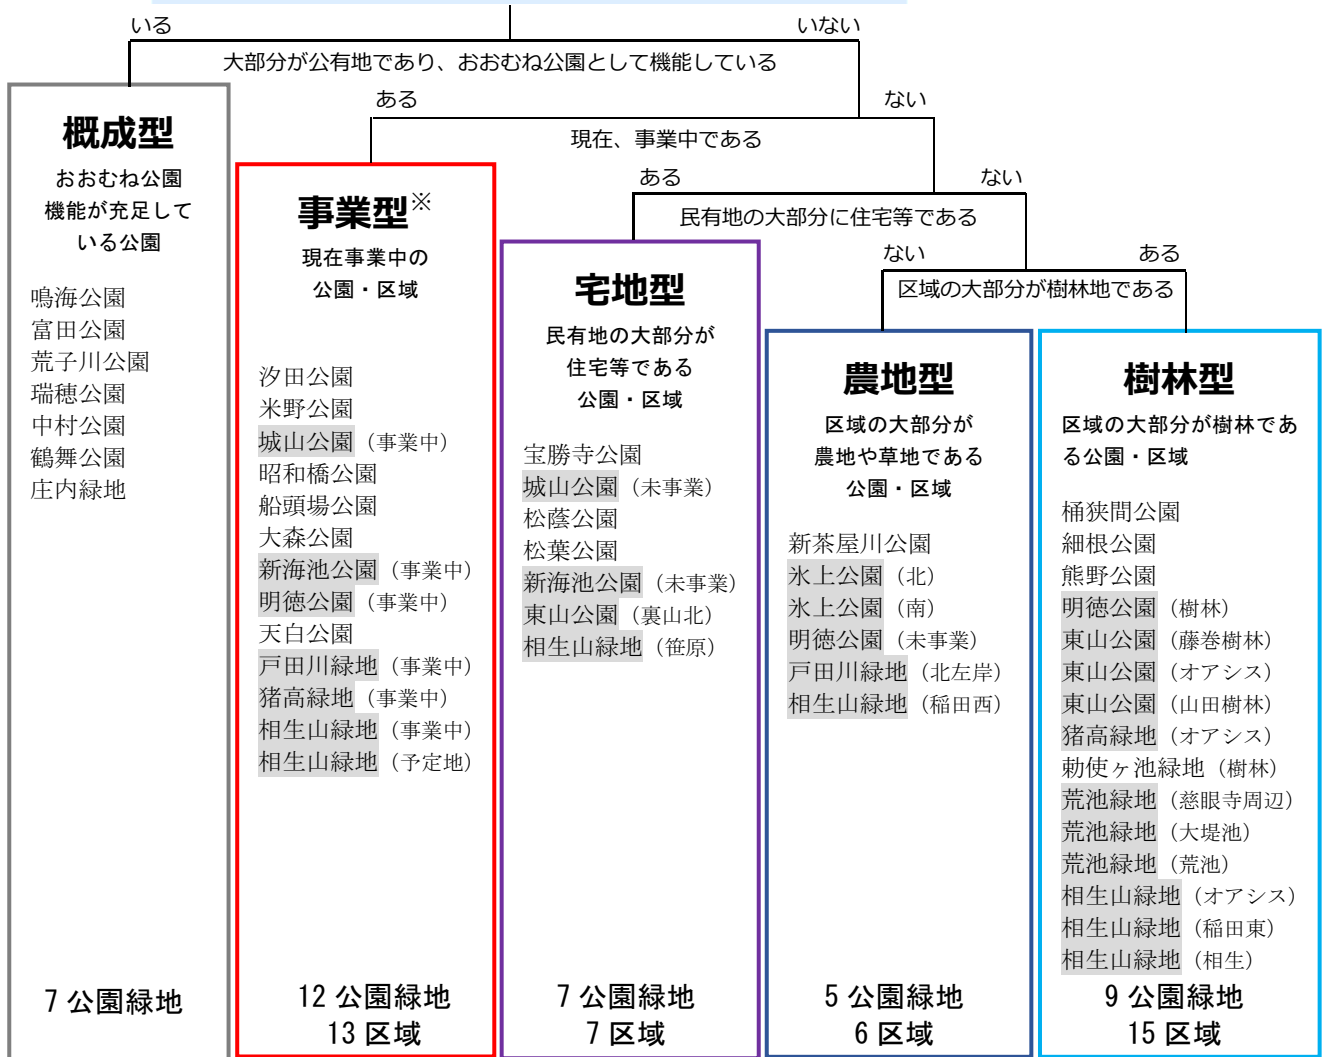 いる
いない
大部分が公有地であり、おおむね公園として機能している
ある
ない
現在、事業中である
ある
ない
民有地の大部分に住宅等である
ない
ある
区域の大部分が樹林地である
概成型
おおむね公園
機能が充足して
いる公園
鳴海公園
富田公園
荒子川公園
瑞穂公園
中村公園
鶴舞公園
庄内緑地
7 公園緑地
事業型※
現在事業中の
公園・区域
汐田公園
米野公園
城山公園（事業中）
昭和橋公園
船頭場公園
大森公園
新海池公園（事業中）
明徳公園（事業中）
天白公園
戸田川緑地（事業中）
猪高緑地（事業中）
相生山緑地（事業中）
相生山緑地（予定地）
12 公園緑地
13 区域
宅地型
民有地の大部分が
住宅等である
公園・区域
宝勝寺公園
城山公園（未事業）
松蔭公園
松葉公園
新海池公園（未事業）
東山公園（裏山北）
相生山緑地（笹原）
7 公園緑地
7 区域
農地型
区域の大部分が
農地や草地である
公園・区域
新茶屋川公園
氷上公園（北）
氷上公園（南）
明徳公園（未事業）
戸田川緑地（北左岸）
相生山緑地（稲田西）
5 公園緑地
6 区域
樹林型
区域の大部分が樹林であ
る公園・区域
桶狭間公園
細根公園
熊野公園
明徳公園（樹林）
東山公園（藤巻樹林）
東山公園（オアシス）
東山公園（山田樹林）
猪高緑地（オアシス）
勅使ヶ池緑地（樹林）
荒池緑地（慈眼寺周辺）
荒池緑地（大堤池）
荒池緑地（荒池）
相生山緑地（オアシス）
相生山緑地（稲田東）
相生山緑地（相生）
9 公園緑地
15 区域